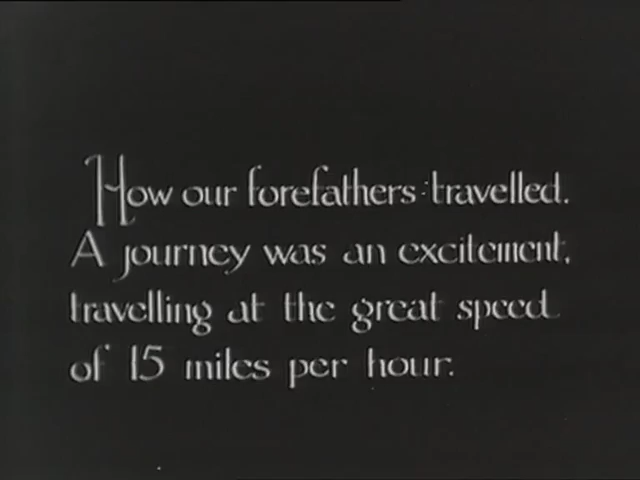 How our forefathers travelled.
A journey was an excitement,
travelling at the great speed
of 15 miles per hour.